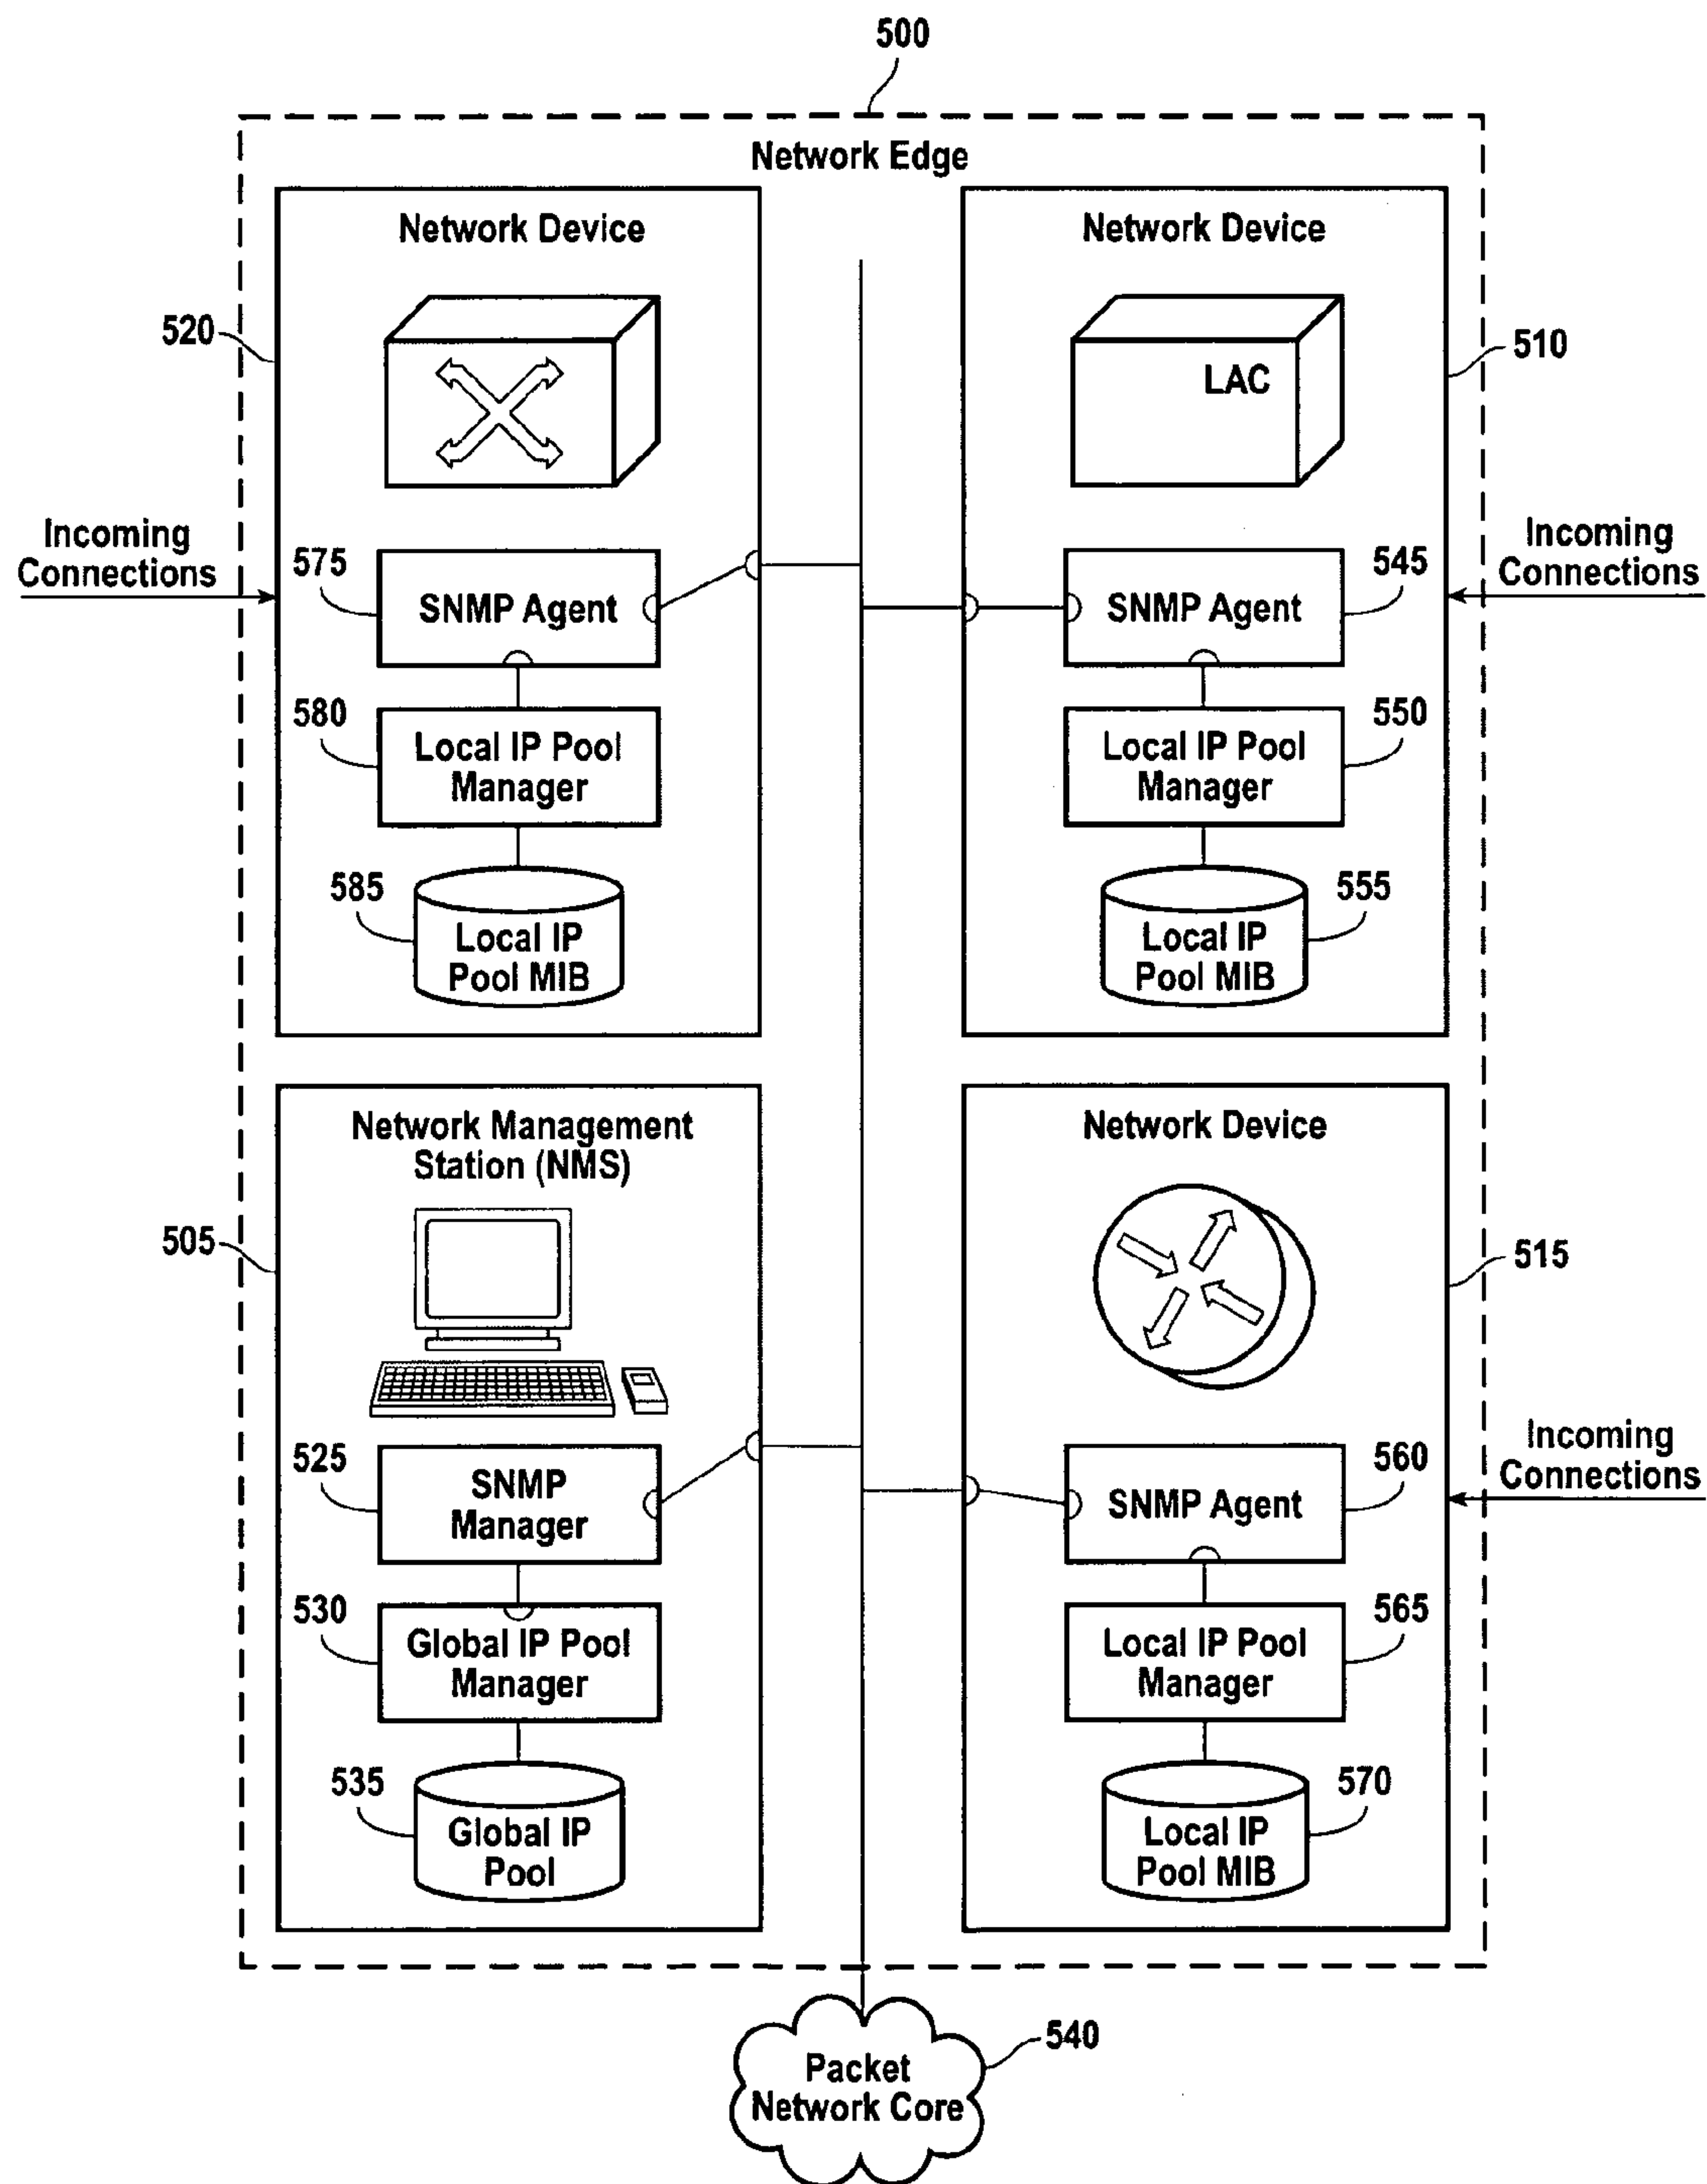 500
Network Edge
Network Device
520
Incoming
Connections
575
SNMP Agent
580
Local IP Pool
Manager
585
Local IP
Pool MIB
Network Device
LAC
510
545
SNMP Agent
Incoming
Connections
550
Local IP Pool
Manager
555
Local IP
Pool MIB
Network Management
Station (NMS)
505
525
SNMP
Manager
530
Global IP Pool
Manager
535
Global IP
Pool
Network Device
515
560
SNMP Agent
Incoming
Connections
565
Local IP Pool
Manager
570
Local IP
Pool MIB
540
Packet
Network Core